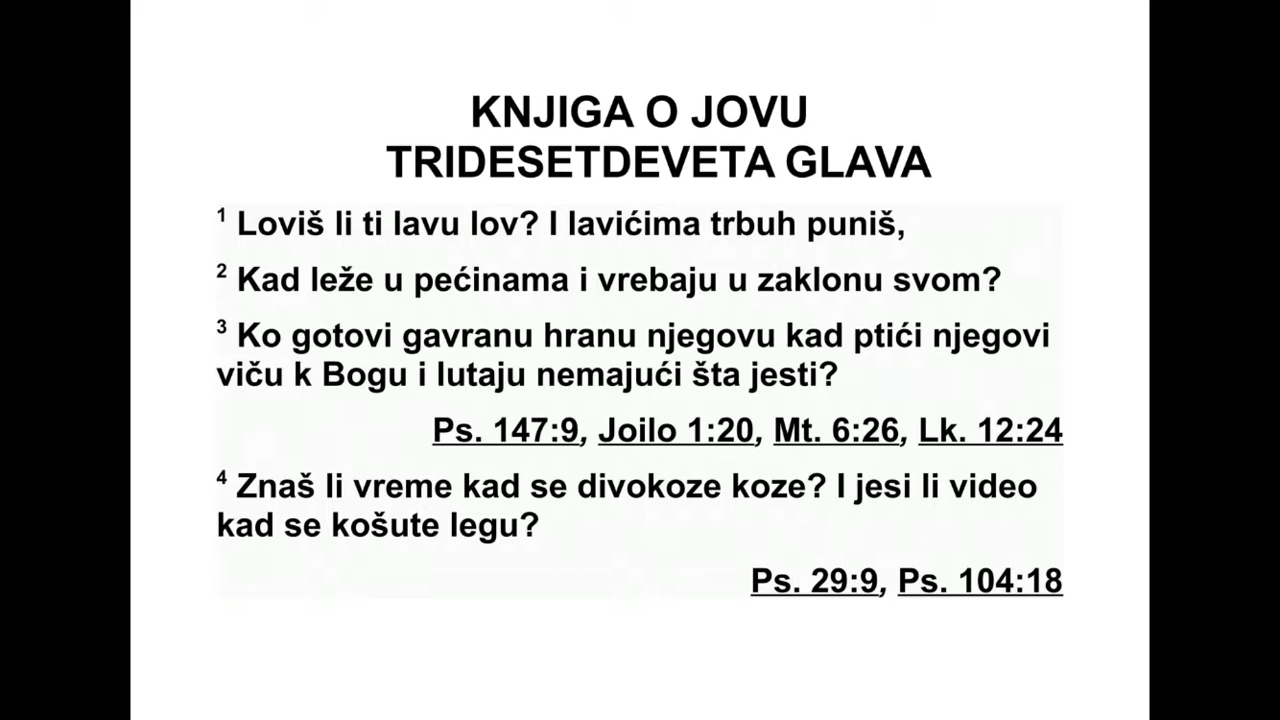 KNJIGA O JOVU
TRIDESETDEVETA GLAVA
1 Loviš li ti lavu lov? I lavićima trbuh puniš,
2 Kad leže u pećinama i vrebaju u zaklonu svom?
3 Ko gotovi gavranu hranu njegovu kad ptići njegovi
viču k Bogu i lutaju nemajući šta jesti?
Ps. 147:9, Joilo 1:20, Mt. 6:26, Lk. 12:24
4 Znaš li vreme kad se divokoze koze? I jesi li video
kad se košute legu?
Ps. 29:9, Ps. 104:18